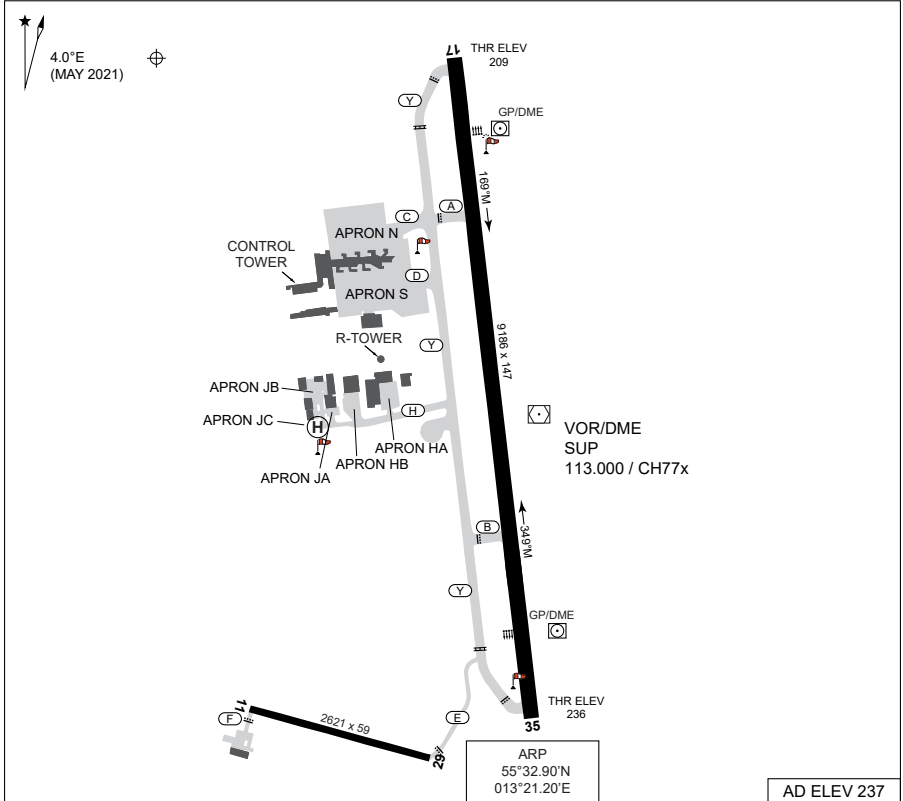 17
THR ELEV
209
4.0°E
(MAY 2021)
Y
GP/DME
169°M
C
A
APRON N
CONTROL
TOWER
D
APRON S
R-TOWER
Y
9186 x 147
APRON JB
H
APRON JC
H
APRON HA
APRON HB
APRON JA
VOR/DME
SUP
113.000 / CH77x
B
349°M
Y
GP/DME
THR ELEV
236
35
11
F
2621 x 59
E
29
ARP
55°32.90'N
013°21.20'E
AD ELEV 237